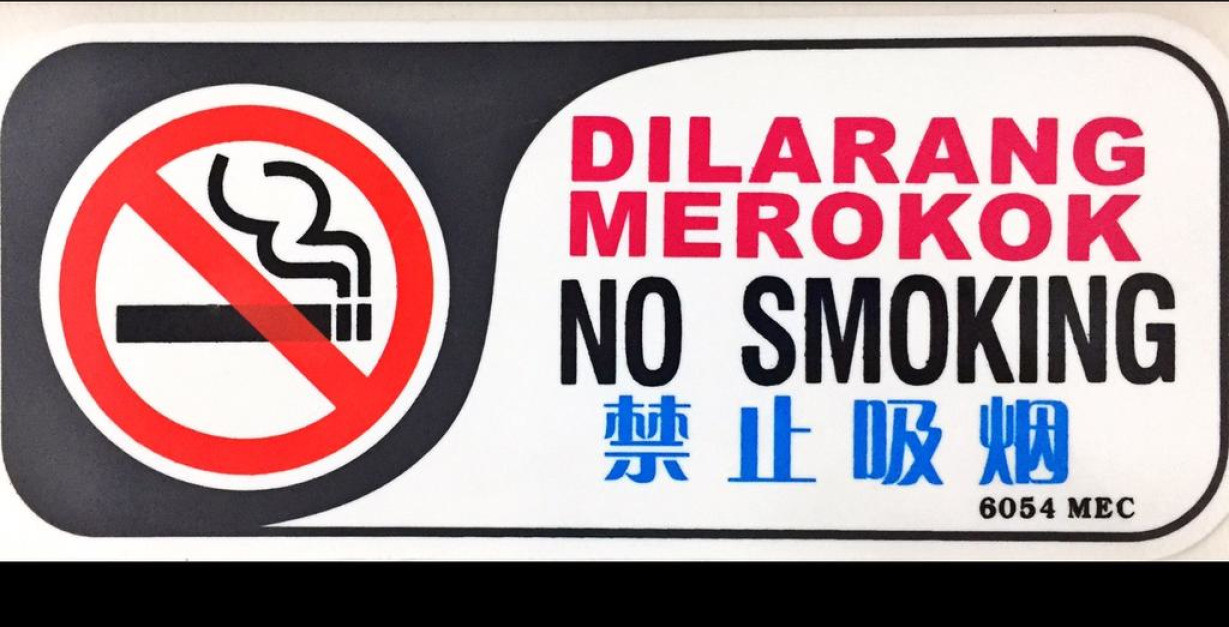 DILARANG
MEROKOK
NO SMOKING
禁止吸烟
6054 MEC